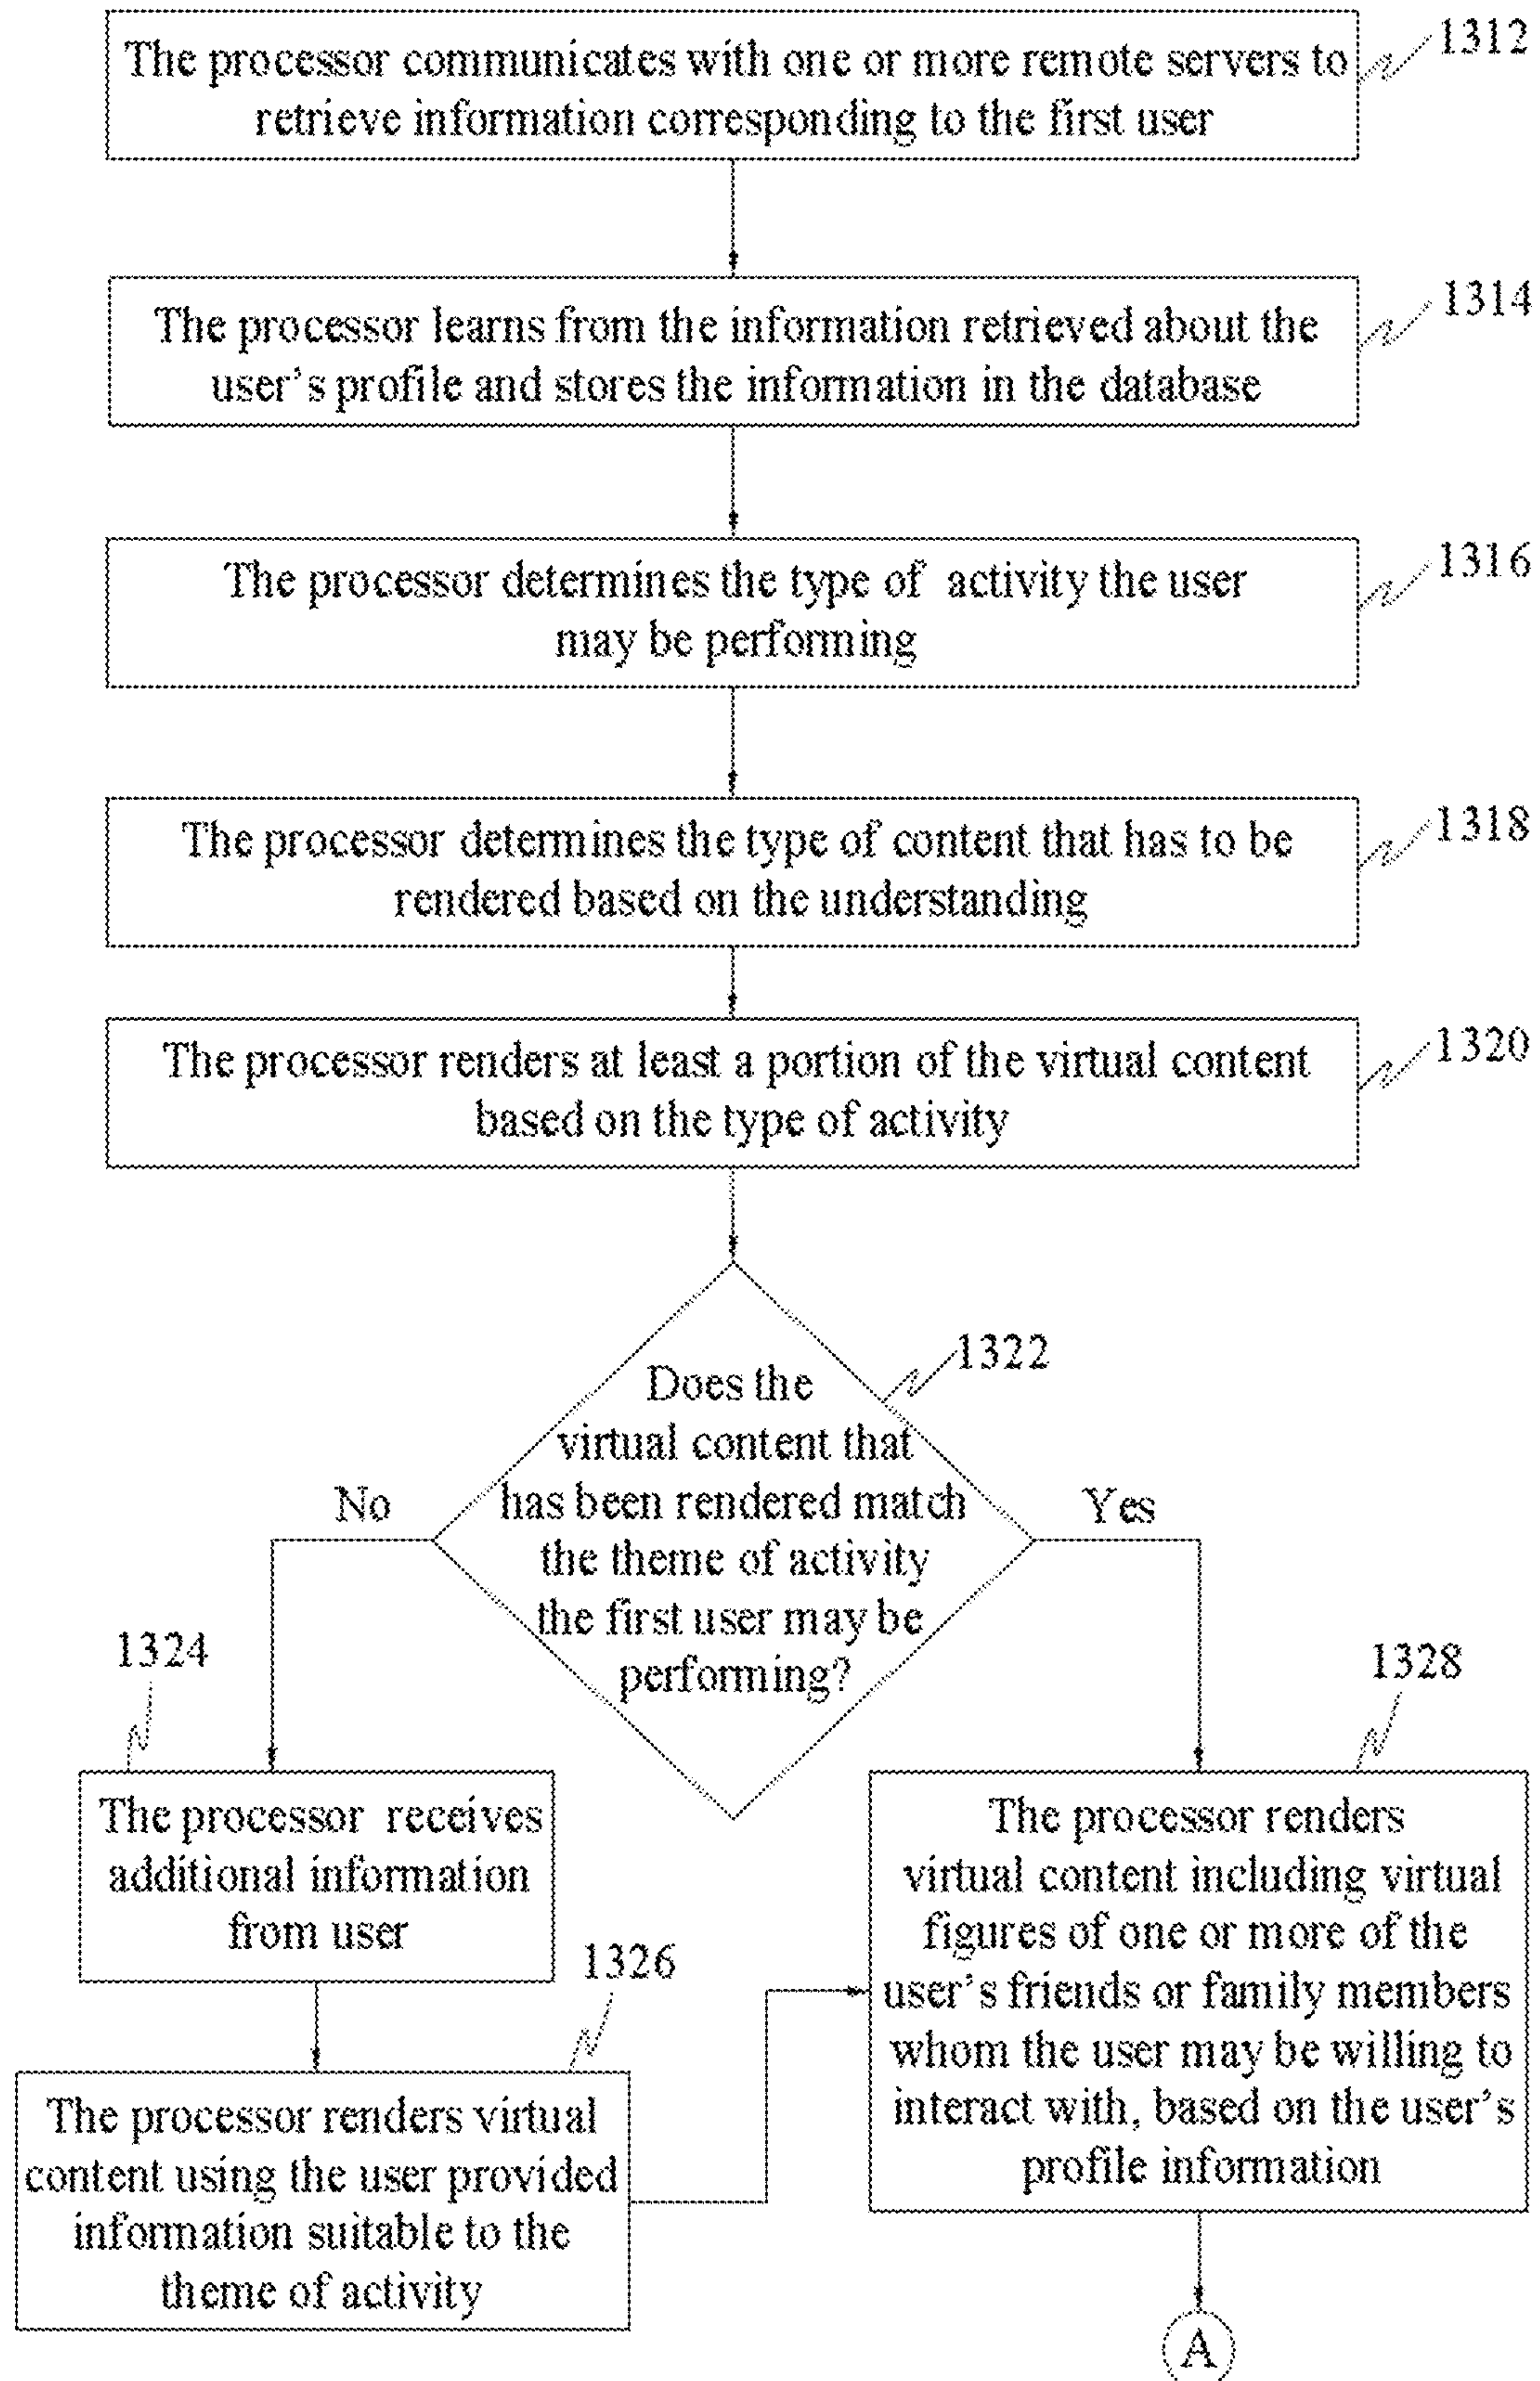 The processor communicates with one or more remote servers to
retrieve information corresponding to the first user
1312
The processor learns from the information retrieved about the
user's profile and stores the information in the database
1314
The processor determines the type of activity the user
may be performing
1316
The processor determines the type of content that has to be
rendered based on the understanding
1318
The processor renders at least a portion of the virtual content
based on the type of activity
1320
Does the
virtual content that
has been rendered match
the theme of activity
the first user may be
performing?
1322
No
Yes
1324
The processor receives
additional information
from user
1326
The processor renders virtual
content using the user provided
information suitable to the
theme of activity
1328
The processor renders
virtual content including virtual
figures of one or more of the
user's friends or family members
whom the user may be willing to
interact with, based on the user's
profile information
A